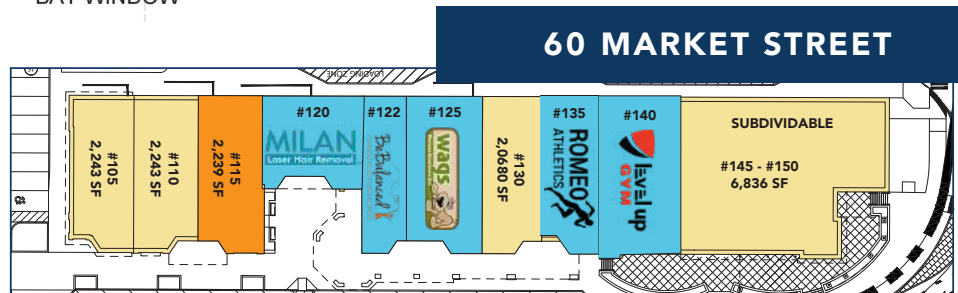 BAY WINDOW
60 MARKET STREET
LOADING ZONE
#105
2,243 SF
#110
2,243 SF
#115
2,239 SF
#120
MILAN
Laser Hair Removal
#122
BeBalanced
#125
wags
#130
2,0680 SF
#135
ROMEO
ATHLETICS
#140
level up
GYM
SUBDIVIDABLE
#145 - #150
6,836 SF